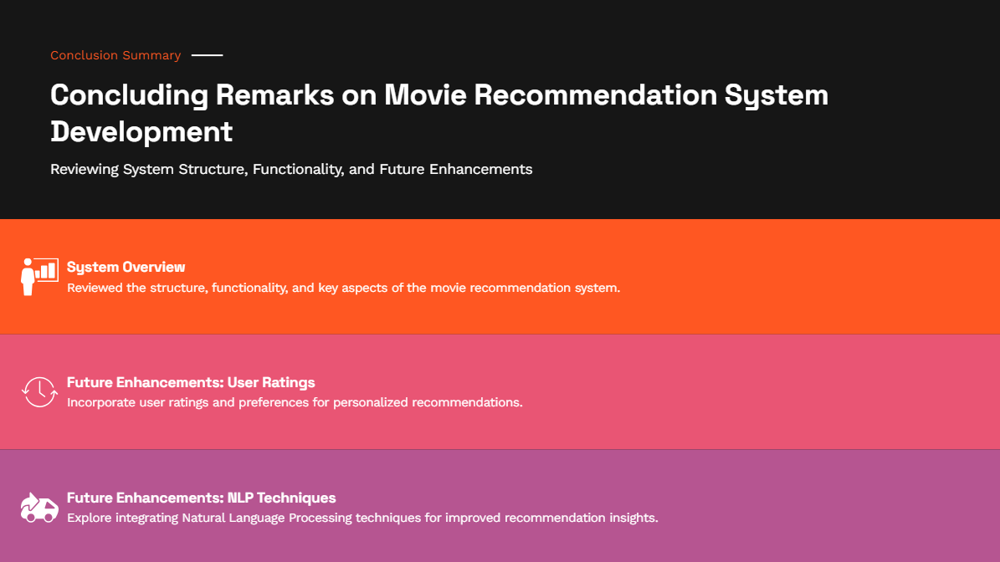 Conclusion Summary
Concluding Remarks on Movie Recommendation System
Development
Reviewing System Structure, Functionality, and Future Enhancements
System Overview
Reviewed the structure, functionality, and key aspects of the movie recommendation system.
Future Enhancements: User Ratings
Incorporate user ratings and preferences for personalized recommendations.
Future Enhancements: NLP Techniques
Explore integrating Natural Language Processing techniques for improved recommendation insights.